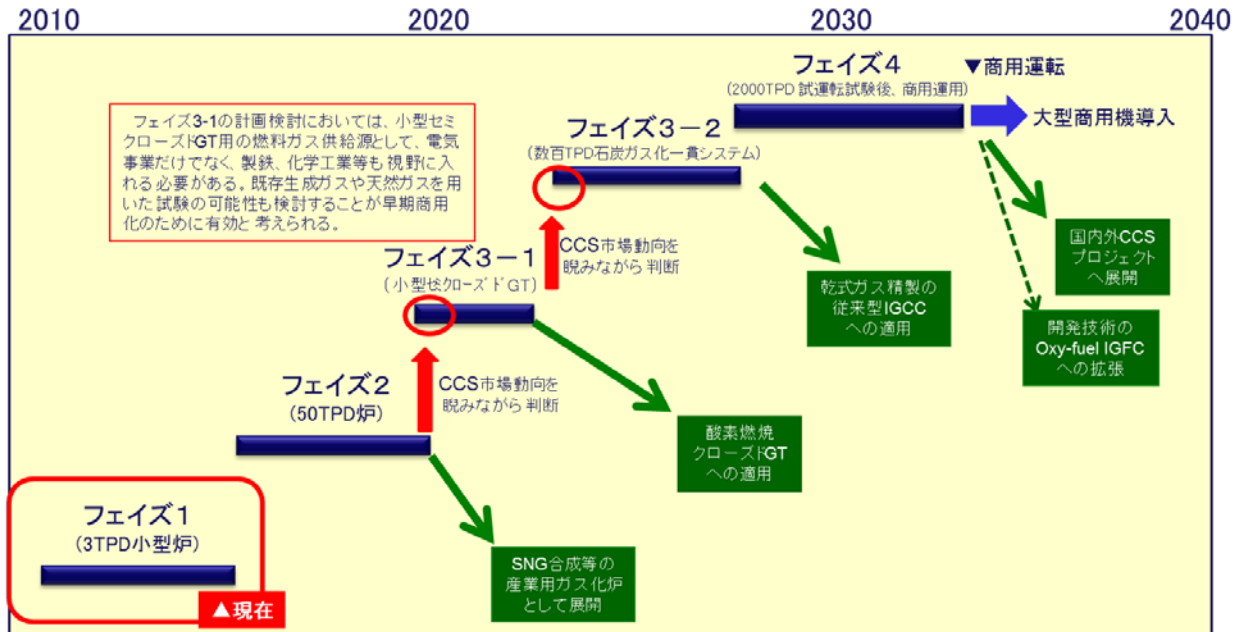 2010
2020
2030
2040
フェイズ4
(2000TPD 試運転試験後、商用運用)
▼商用運転
大型商用機導入
フェイズ3-1の計画検討においては、小型セミ
クローズドGT用の燃料ガス供給源として、電気
事業だけでなく、製鉄、化学工業等も視野に入
れる必要がある。既存生成ガスや天然ガスを用
いた試験の可能性も検討することが早期商用
化のために有効と考えられる。
フェイズ3-2
(数百TPD石炭ガス化一貫システム)
CCS市場動向を
睨みながら判断
国内外CCS
プロジェクト
へ展開
フェイズ3-1
(小型セミクローズドGT)
乾式ガス精製の
従来型IGCC
への適用
開発技術の
Oxy-fuel IGFC
への拡張
フェイズ2
(50TPD炉)
CCS市場動向を
睨みながら判断
酸素燃焼
クローズドGT
への適用
フェイズ1
(3TPD小型炉)
▲現在
SNG合成等の
産業用ガス化炉
として展開